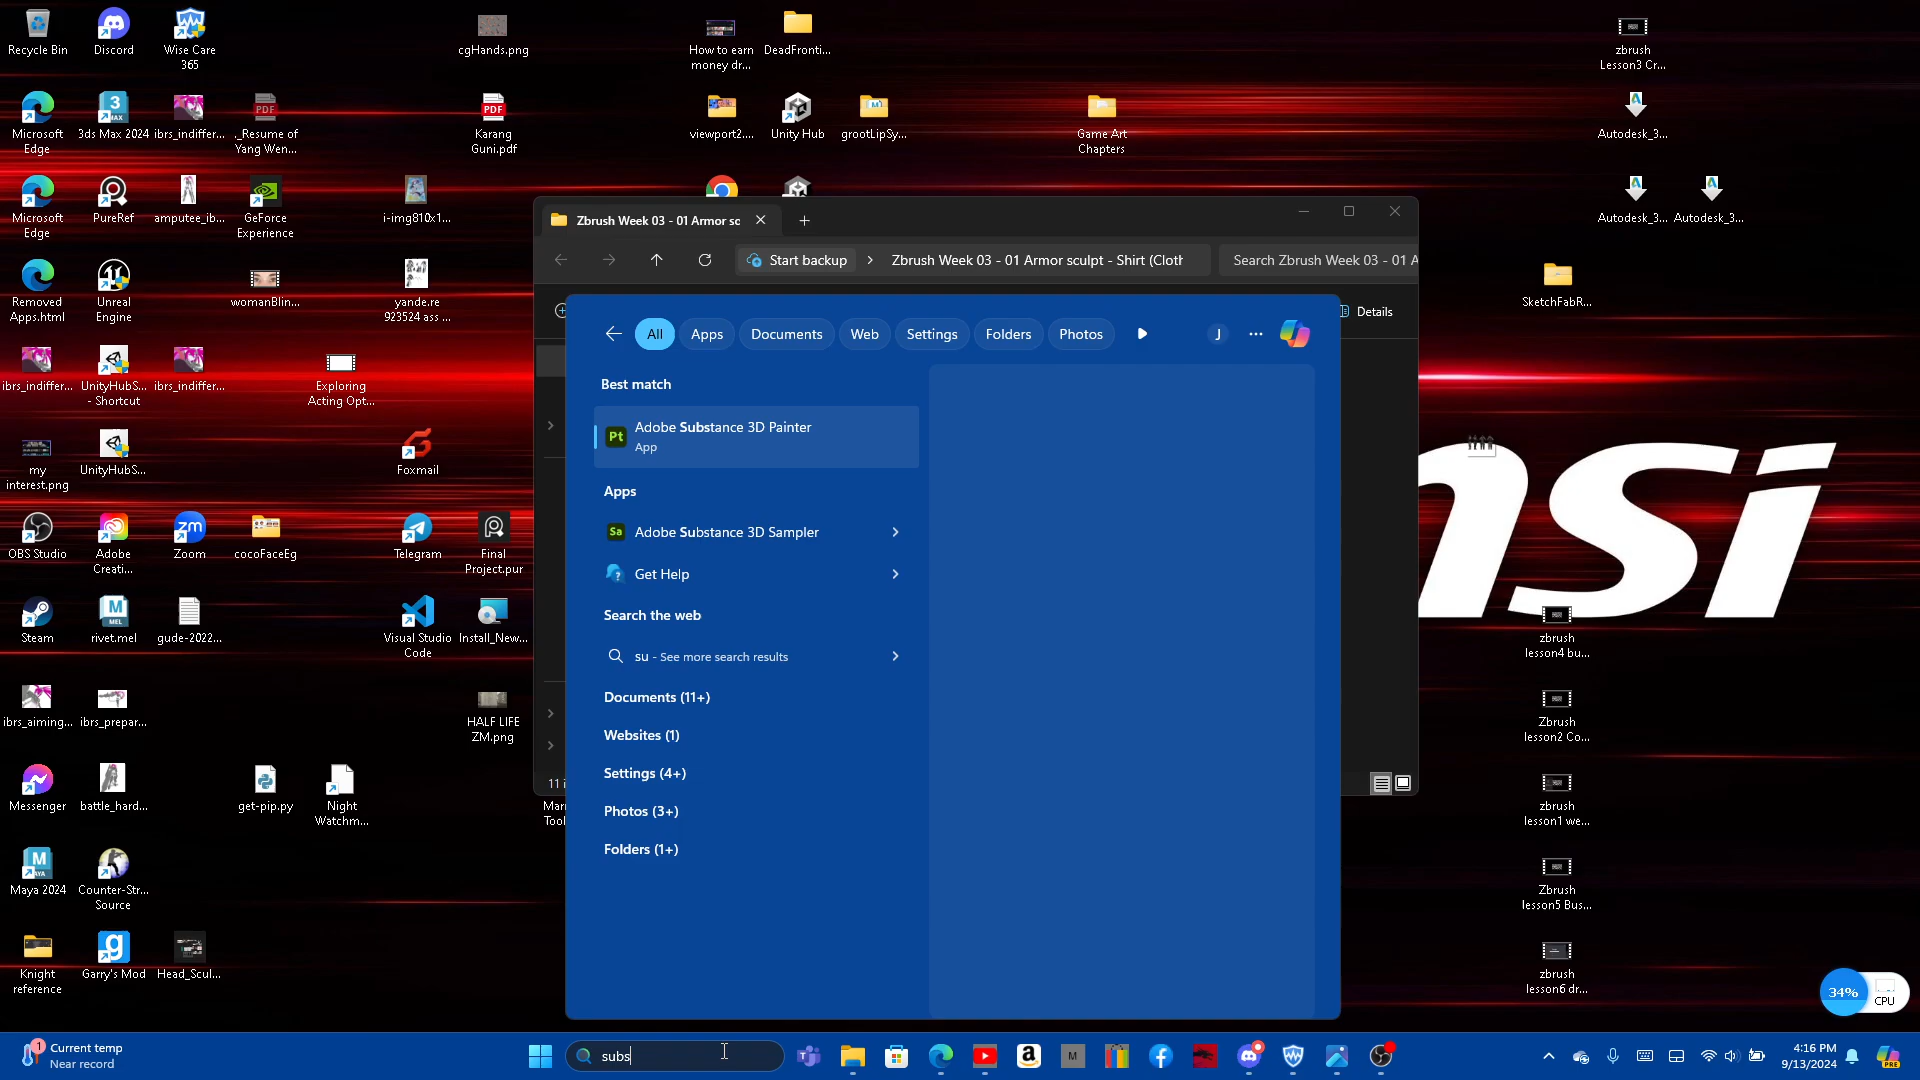 Recycle Bin
Discord
Wise Care
365
cgHands.png
How to earn
money dr...
DeadFronti...
zbrush
Lesson3 Cr...
Microsoft
Edge
3ds Max 2024
ibrs_indiffer...
._Resume of
Yang Wen...
Karang
Guni.pdf
viewport2....
Unity Hub
grootLipSy...
Game Art
Chapters
Autodesk_3...
Microsoft
Edge
PureRef
amputee_ib...
GeForce
Experience
i-img810x1...
Autodesk_3...
Autodesk_3...
Removed
Apps.html
Unreal
Engine
womanBlin...
yande.re
923524 ass ...
SketchFabR...
ibrs_indiffer...
UnityHubS...
- Shortcut
ibrs_indiffer...
Exploring
Acting Opt...
my
interest.png
UnityHubS...
Foxmail
OBS Studio
Adobe
Creati...
Zoom
cocoFaceEg
Telegram
Final
Project.pur
Steam
rivet.mel
gude-2022...
Visual Studio
Code
Install_New...
zbrush
lesson4 bu...
ibrs_aiming...
ibrs_prepar...
HALF LIFE
ZM.png
Zbrush
lesson2 Co...
Messenger
battle_hard...
get-pip.py
Night
Watchm...
zbrush
lesson1 we...
Maya 2024
Counter-Str...
Source
Zbrush
lesson5 Bus...
Knight
reference
Garry's Mod
Head_Scul...
zbrush
lesson6 dr...
Zbrush Week 03 - 01 Armor sc
Start backup
Zbrush Week 03 - 01 Armor sculpt - Shirt (Cloth
Search Zbrush Week 03 - 01 A
Details
All
Apps
Documents
Web
Settings
Folders
Photos
J
Best match
Pt
Adobe Substance 3D Painter
App
Apps
Sa
Adobe Substance 3D Sampler
Get Help
Search the web
su - See more search results
Documents (11+)
Websites (1)
Settings (4+)
Photos (3+)
Folders (1+)
msi
34%
CPU
1
Current temp
Near record
subs
4:16 PM
9/13/2024